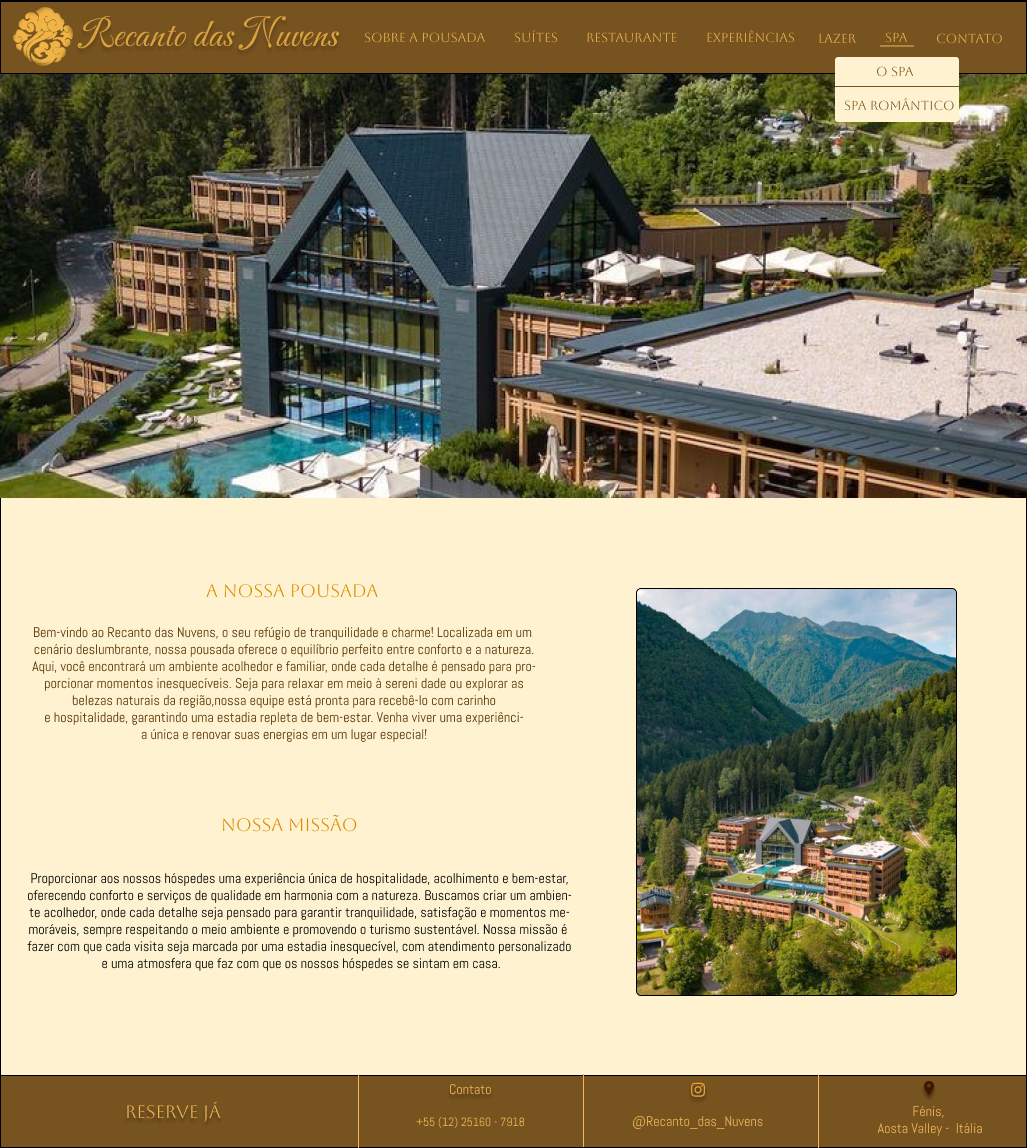 Recanto das Nuvens
SOBRE A POUSADA SUÍTES RESTAURANTE EXPERIÊNCIAS LAZER SPA CONTATO
O SPA
SPA ROMÂNTICO
A NOSSA POUSADA
Bem-vindo ao Recanto das Nuvens, o seu refúgio de tranquilidade e charme! Localizada em um
cenário deslumbrante, nossa pousada oferece o equilíbrio perfeito entre conforto e a natureza.
Aqui, você encontrará um ambiente acolhedor e familiar, onde cada detalhe é pensado para pro-
porcionar momentos inesquecíveis. Seja para relaxar em meio à sereni dade ou explorar as
belezas naturais da região,nossa equipe está pronta para recebê-lo com carinho
e hospitalidade, garantindo uma estadia repleta de bem-estar. Venha viver uma experiênci-
a única e renovar suas energias em um lugar especial!
NOSSA MISSÃO
Proporcionar aos nossos hóspedes uma experiência única de hospitalidade, acolhimento e bem-estar,
oferecendo conforto e serviços de qualidade em harmonia com a natureza. Buscamos criar um ambien-
te acolhedor, onde cada detalhe seja pensado para garantir tranquilidade, satisfação e momentos me-
moráveis, sempre respeitando o meio ambiente e promovendo o turismo sustentável. Nossa missão é
fazer com que cada visita seja marcada por uma estadia inesquecível, com atendimento personalizado
e uma atmosfera que faz com que os nossos hóspedes se sintam em casa.
RESERVE JÁ
Contato
+55 (12) 25160 - 7918
@Recanto_das_Nuvens
Fénis,
Aosta Valley - Itália